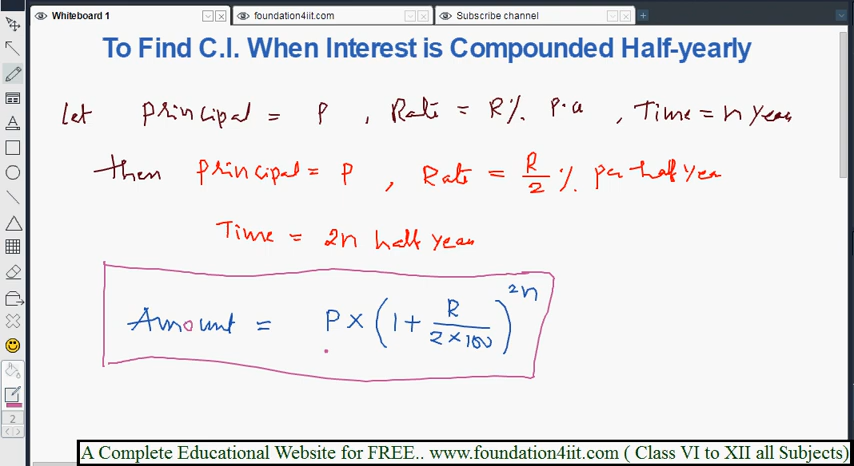 Whiteboard 1
foundation4iit.com
Subscribe channel
To Find C.I. When Interest is Compounded Half-yearly
Let Principal = P , Rate = R% P.a , Time = n years
then Principal = P , Rate = R/2 % per half year
Time = 2n half years
Amount = P × (1 + R/(2 × 100))^2n
2
A Complete Educational Website for FREE.. www.foundation4iit.com ( Class VI to XII all Subjects)